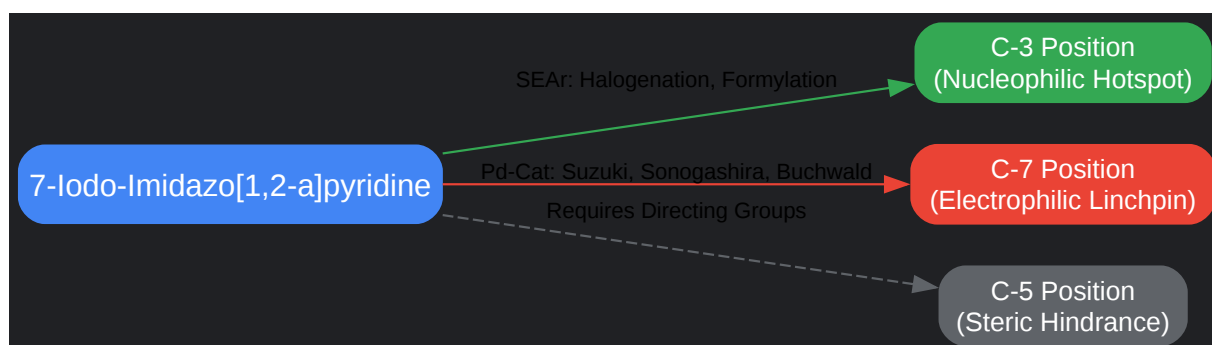 C-3 Position
(Nucleophilic Hotspot)
SEAr: Halogenation, Formylation
7-Iodo-Imidazo[1,2-a]pyridine
Pd-Cat: Suzuki, Sonogashira, Buchwald
C-7 Position
(Electrophilic Linchpin)
Requires Directing Groups
C-5 Position
(Steric Hindrance)